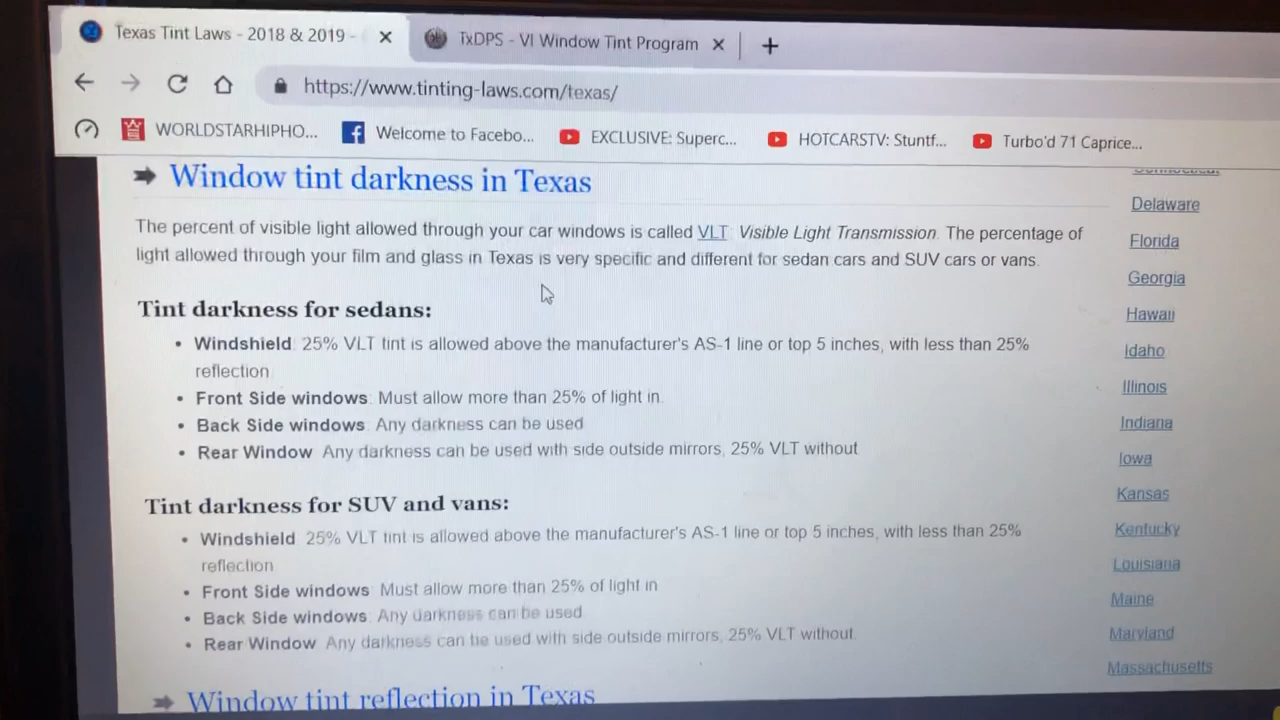 Texas Tint Laws - 2018 & 2019 -
TxDPS - VI Window Tint Program
https://www.tinting-laws.com/texas/
WORLDSTARHIPHO...
Welcome to Facebo...
EXCLUSIVE: Superc...
HOTCARSTV: Stuntf...
Turbo'd 71 Caprice...
Window tint darkness in Texas
The percent of visible light allowed through your car windows is called VLT: Visible Light Transmission. The percentage of
light allowed through your film and glass in Texas is very specific and different for sedan cars and SUV cars or vans.
Tint darkness for sedans:
• Windshield: 25% VLT tint is allowed above the manufacturer's AS-1 line or top 5 inches, with less than 25%
reflection
• Front Side windows: Must allow more than 25% of light in.
• Back Side windows: Any darkness can be used
• Rear Window: Any darkness can be used with side outside mirrors, 25% VLT without
Tint darkness for SUV and vans:
• Windshield: 25% VLT tint is allowed above the manufacturer's AS-1 line or top 5 inches, with less than 25%
reflection
• Front Side windows: Must allow more than 25% of light in
• Back Side windows: Any darkness can be used
• Rear Window: Any darkness can be used with side outside mirrors, 25% VLT without.
Window tint reflection in Texas
Connecticut
Delaware
Florida
Georgia
Hawaii
Idaho
Illinois
Indiana
Iowa
Kansas
Kentucky
Louisiana
Maine
Maryland
Massachusetts